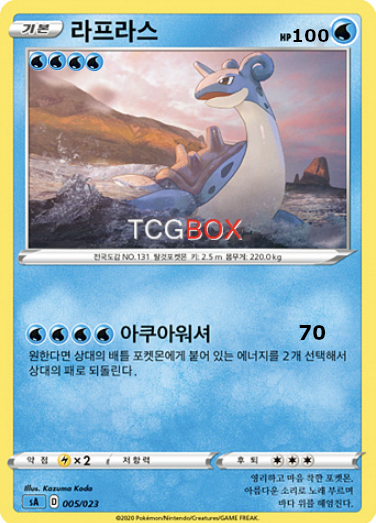 기본 라프라스 HP 100
TCGBOX
전국도감 NO.131 탈것포켓몬 키: 2.5 m 몸무게: 220.0 kg
아쿠아워셔 70
원한다면 상대의 배틀 포켓몬에게 붙어 있는 에너지를 2개 선택해서
상대의 패로 되돌린다.
약점 ×2 저항력 후퇴
Illus. Kazuma Koda
영리하고 마음 착한 포켓몬.
아름다운 소리로 노래 부르며
바다 위를 헤엄친다.
sA D 005/023
©2020 Pokémon/Nintendo/Creatures/GAME FREAK.